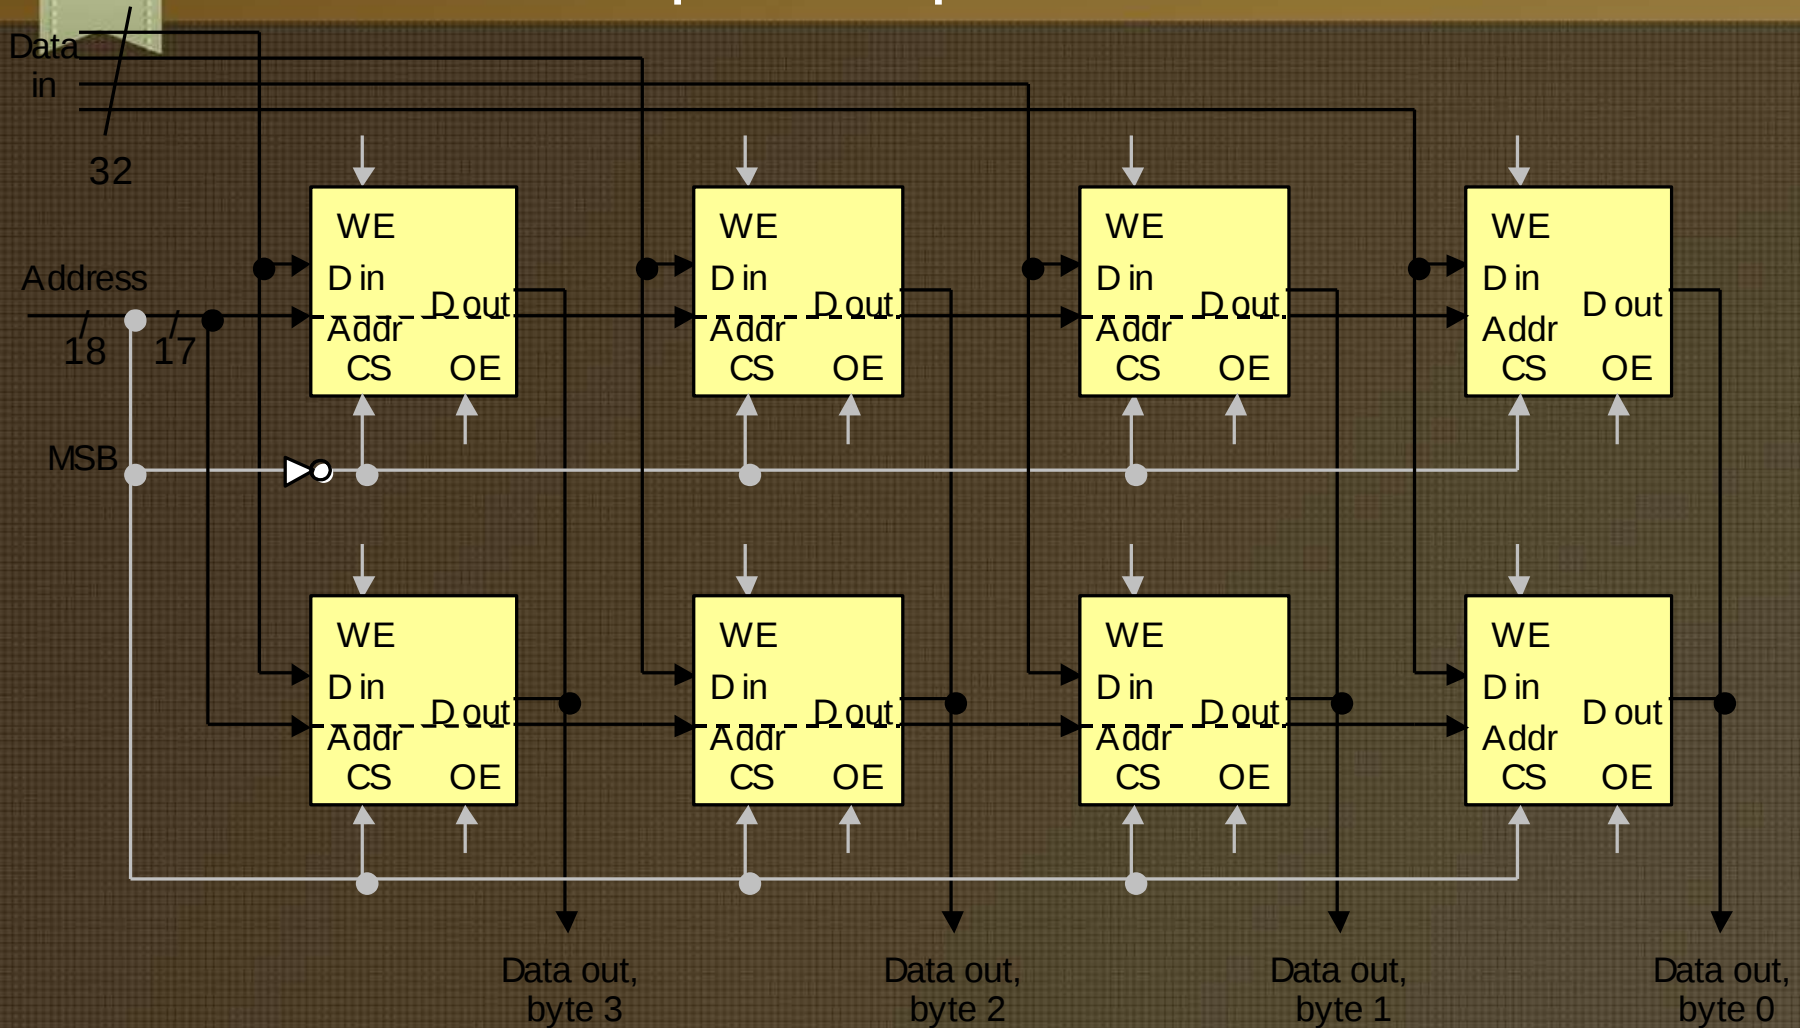 Data
in
32
WE
D in
D out
Addr
CS OE
WE
D in
D out
Addr
CS OE
WE
D in
D out
Addr
CS OE
WE
D in
D out
Addr
CS OE
Address
/ /
18 17
MSB
WE
D in
D out
Addr
CS OE
WE
D in
D out
Addr
CS OE
WE
D in
D out
Addr
CS OE
WE
D in
D out
Addr
CS OE
Data out,
byte 3
Data out,
byte 2
Data out,
byte 1
Data out,
byte 0